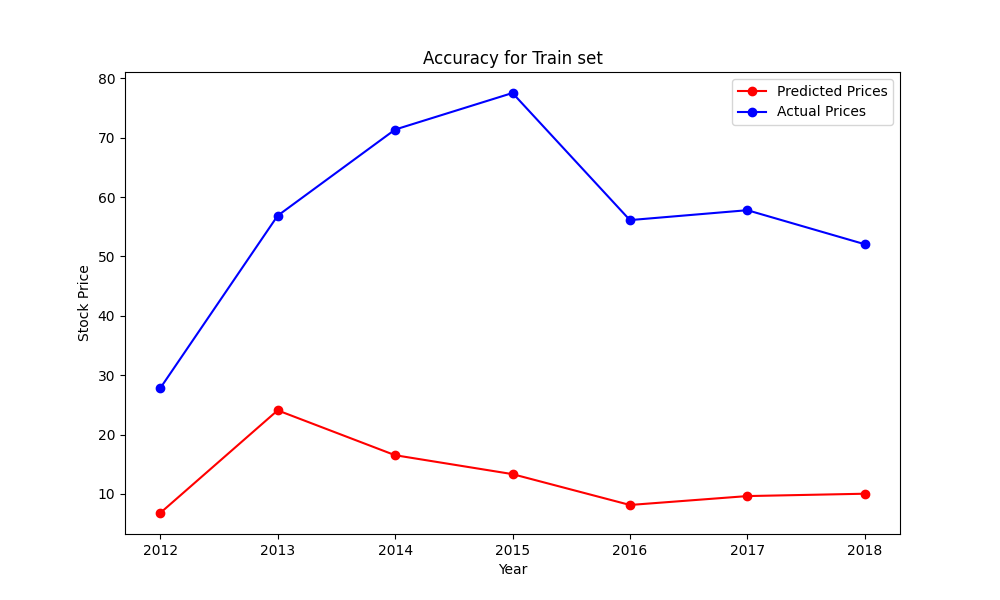 Accuracy for Train set
Predicted Prices
Actual Prices
80
70
60
50
40
30
20
10
Stock Price
2012 2013 2014 2015 2016 2017 2018
Year